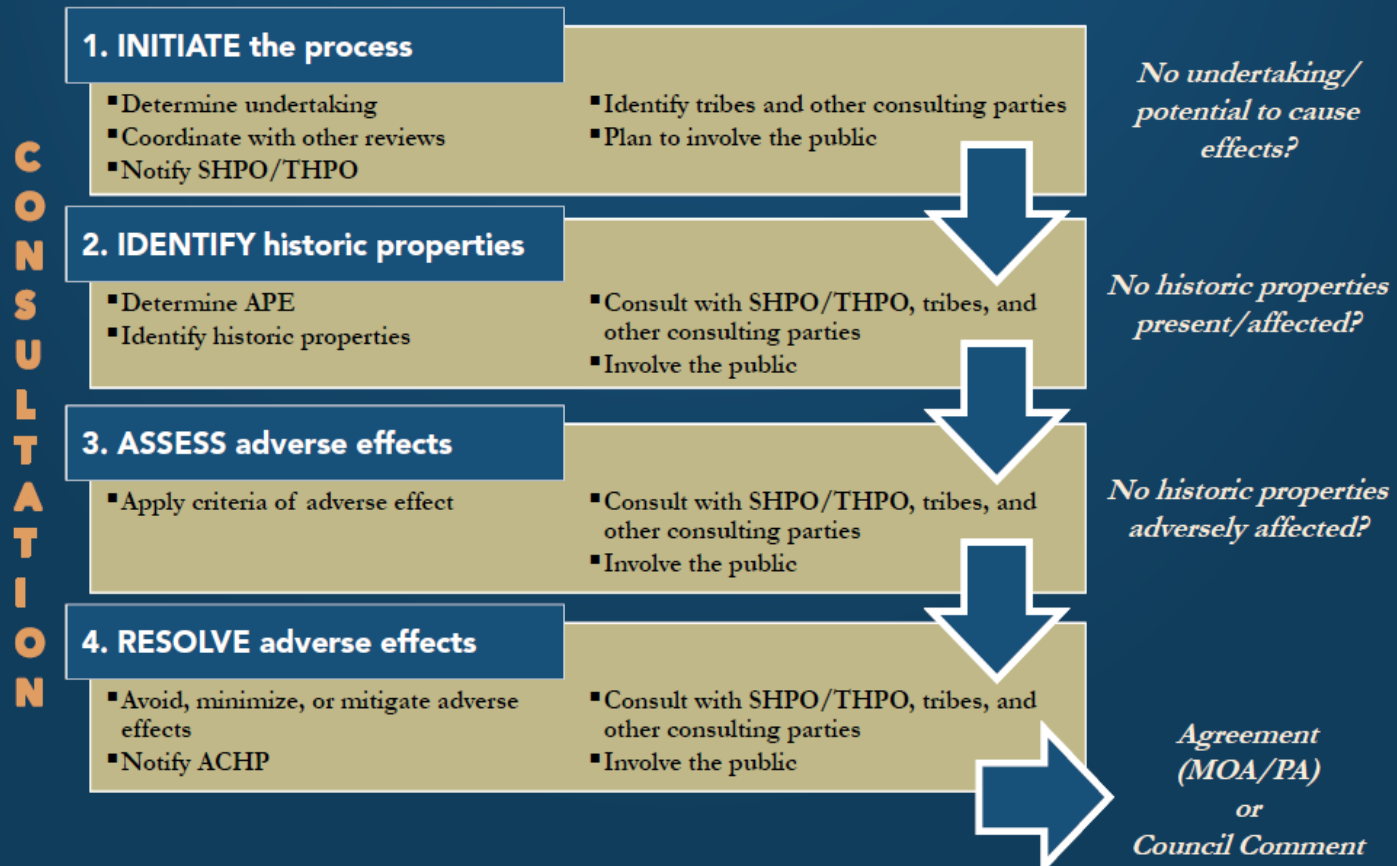 CONSULTATION
1. INITIATE the process
▪Determine undertaking
▪Coordinate with other reviews
▪Notify SHPO/THPO
▪Identify tribes and other consulting parties
▪Plan to involve the public
No undertaking/
potential to cause
effects?
2. IDENTIFY historic properties
▪Determine APE
▪Identify historic properties
▪Consult with SHPO/THPO, tribes, and
other consulting parties
▪Involve the public
No historic properties
present/affected?
3. ASSESS adverse effects
▪Apply criteria of adverse effect
▪Consult with SHPO/THPO, tribes, and
other consulting parties
▪Involve the public
No historic properties
adversely affected?
4. RESOLVE adverse effects
▪Avoid, minimize, or mitigate adverse
effects
▪Notify ACHP
▪Consult with SHPO/THPO, tribes, and
other consulting parties
▪Involve the public
Agreement
(MOA/PA)
or
Council Comment